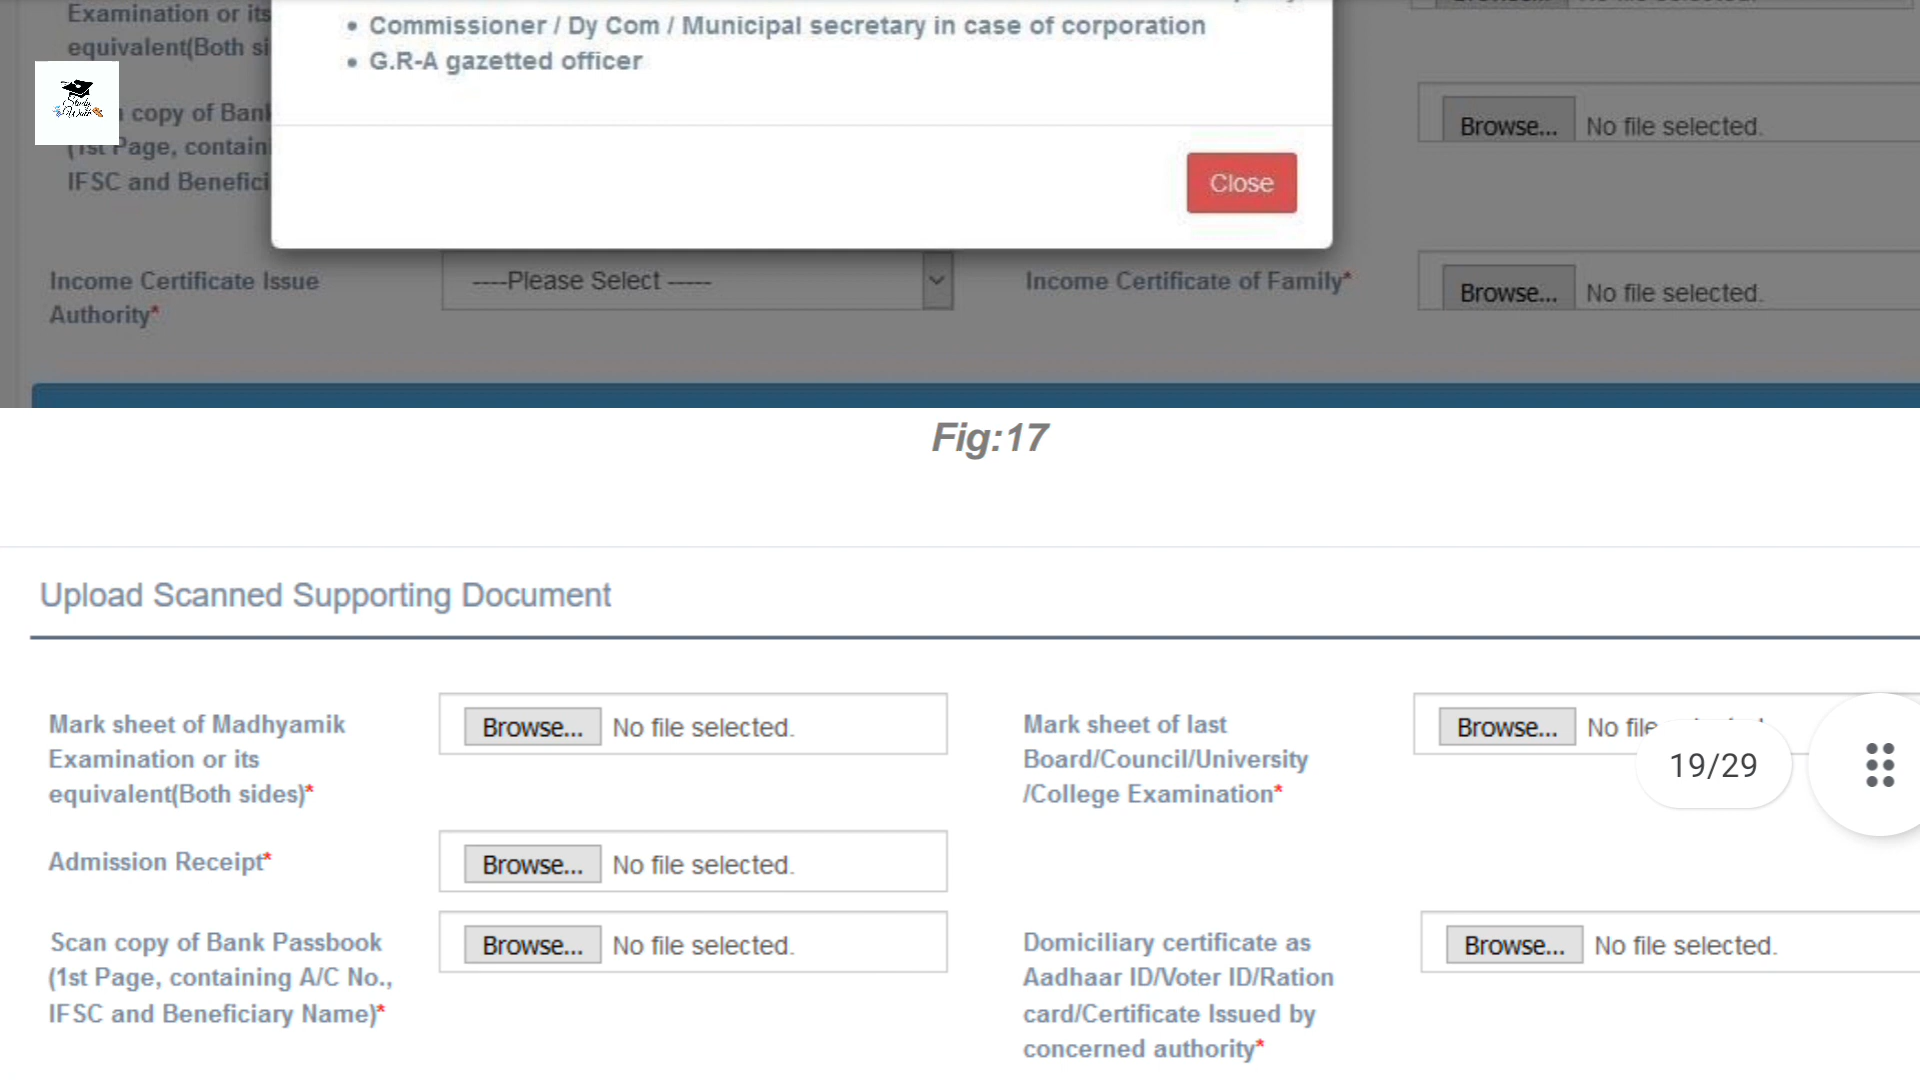 Examination or its
equivalent(Both si
• Commissioner / Dy Com / Municipal secretary in case of corporation
• G.R-A gazetted officer
Study
copy of Bank
(1st Page, contain
IFSC and Benefici
Browse... No file selected.
Close
Income Certificate Issue
Authority*
----Please Select -----
Income Certificate of Family*
Browse... No file selected.
Fig:17
Upload Scanned Supporting Document
Mark sheet of Madhyamik
Examination or its
equivalent(Both sides)*
Browse... No file selected.
Mark sheet of last
Board/Council/University
/College Examination*
Browse... No file
19/29
Admission Receipt*
Browse... No file selected.
Scan copy of Bank Passbook
(1st Page, containing A/C No.,
IFSC and Beneficiary Name)*
Browse... No file selected.
Domiciliary certificate as
Aadhaar ID/Voter ID/Ration
card/Certificate Issued by
concerned authority*
Browse... No file selected.